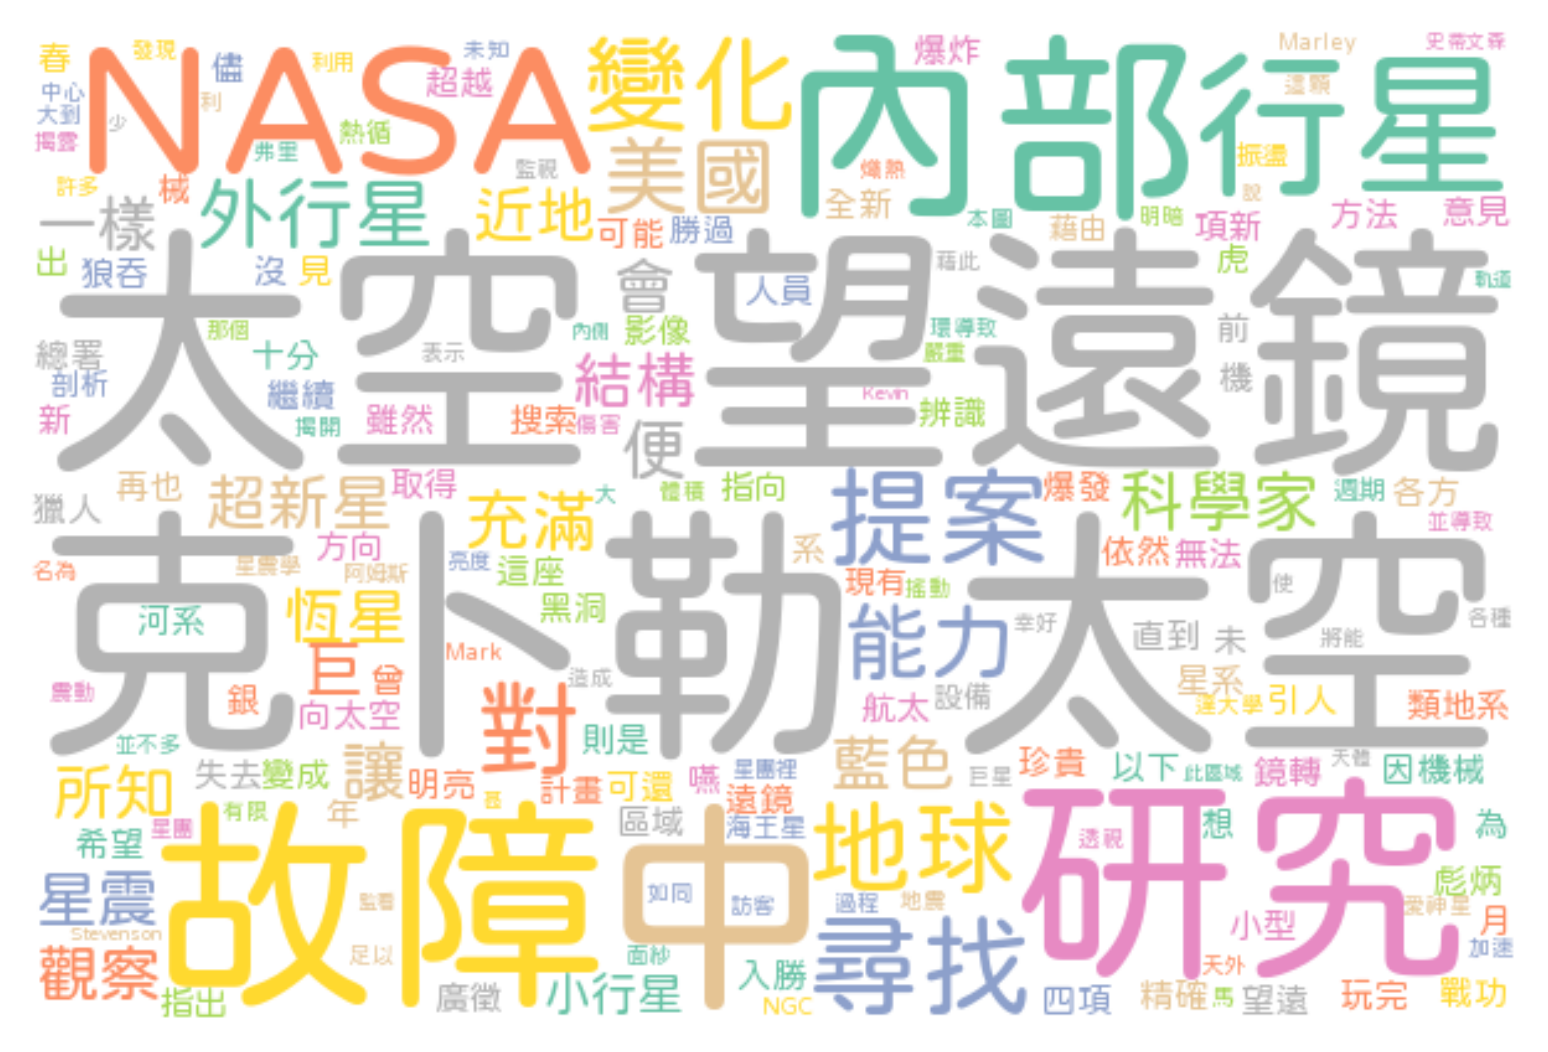 春 發現 NASA 儘 利用 未知 超越 變化 內部行星 爆炸 Marley 史蒂文森
中心 利 美國 這顆
大到 少 弗里 熱循
揭露 監視 熾熱 振盪
許多 械 外行星 近地 全新 說
一樣 可能 勝過 本圖 藉由 明暗 項新 方法 意見
出 狼吞 沒 見 會 人員 藉此 虎 軌道
太空望遠鏡
那個 內側 影像 環導致 前
總署 十分 表示 嚴重
剖析 繼續 結構 Kevin 機
新 揭開 雖然 搜索 傷害 便 辨識
獵人 再也 超新星 取得 充滿 大 體積 指向 提案 爆發 科學家 週期 各方
方向 系 並導致
克卜勒太空
名為 星震學 阿姆斯 亮度 這座 現有 搖動 依然 無法 使
河系 恆星 黑洞 能力 幸好 直到 未 將能 各種
巨 曾 Mark 造成 星系
震動 銀 向太空 對 航太 設備 達大學 引人 類地系
並不多 則是 藍色 天體
所知 失去 變成 讓 明亮 計畫 可還 嚥 星團裡 巨星 珍貴 以下 此區域 鏡轉 因機械
有限 年 甚 遠鏡
希望 星團 故障 區域 中 海王星 地球 研究 透視 想 為
星震 監看 如同 訪客 過程 地震 彪炳
Stevenson 愛神星
觀察 足以 面紗 尋找 小型 月
指出 廣徵 小行星 入勝 NGC 四項 天外 加速
精確 馬 望遠 玩完 戰功